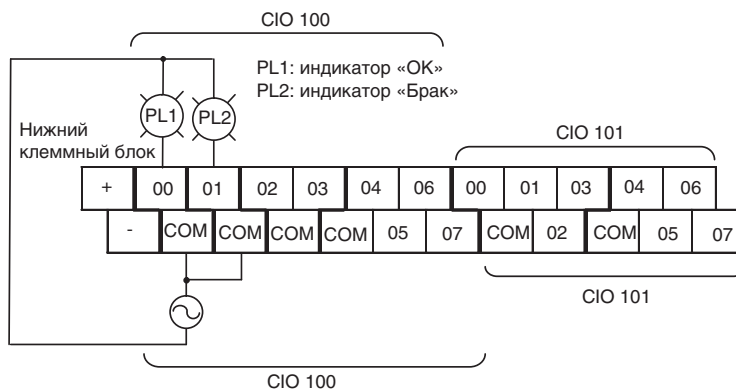 CIO 100
PL1: индикатор «OK»
PL2: индикатор «Брак»
PL1 PL2
Нижний
клеммный блок
CIO 101
+ 00 01 02 03 04 06 00 01 03 04 06
- COM COM COM COM 05 07 COM 02 COM 05 07
CIO 101
CIO 100